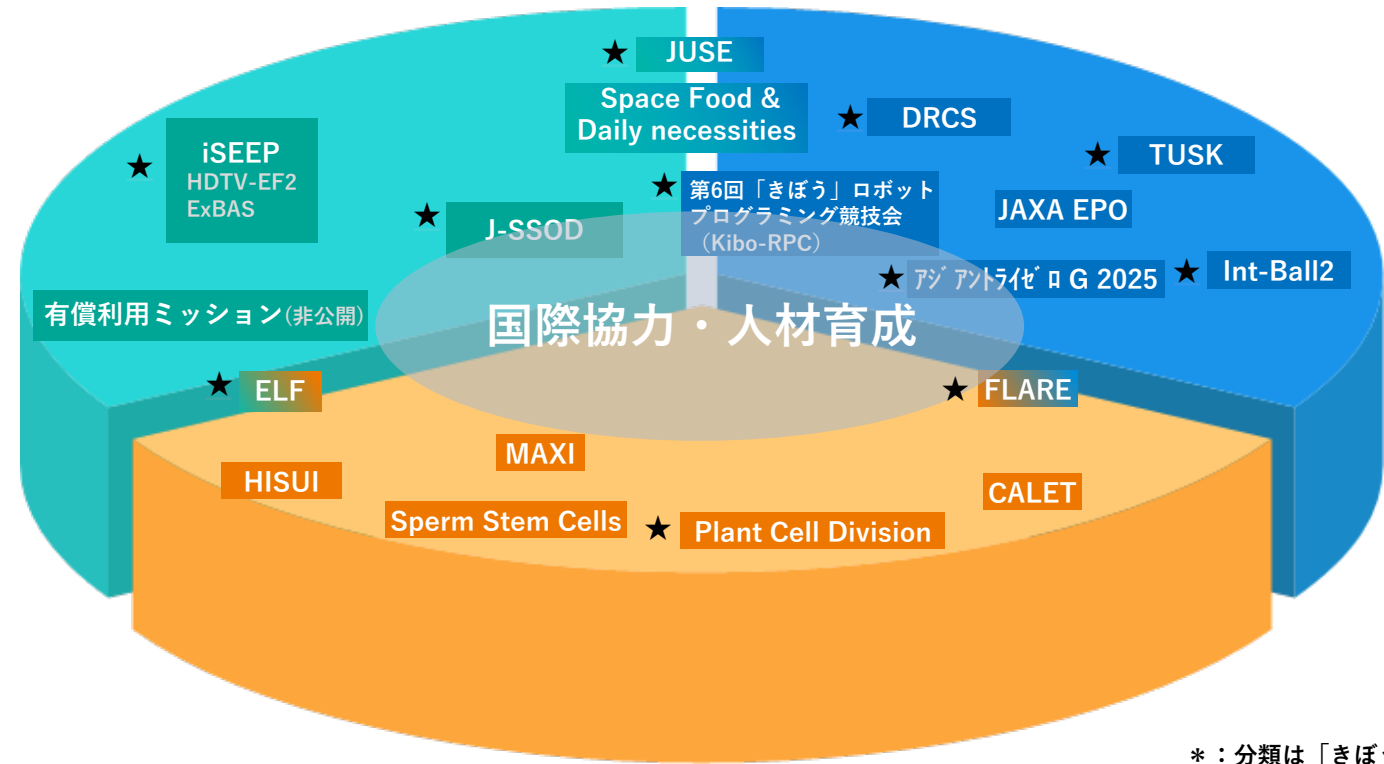 ★ JUSE
Space Food &
Daily necessities
★ DRCS
★ TUSK
★ iSEEP
HDTV-EF2
ExBAS
★ J-SSOD
★ 第6回「きぼう」ロボット
プログラミング競技会
（Kibo-RPC）
JAXA EPO
★ ｱｼﾞｱﾝﾄﾗｲｾﾞﾛG 2025
★ Int-Ball2
有償利用ミッション(非公開)
国際協力・人材育成
★ ELF
★ FLARE
MAXI
HISUI
CALET
Sperm Stem Cells
★ Plant Cell Division
＊：分類は「きぼ